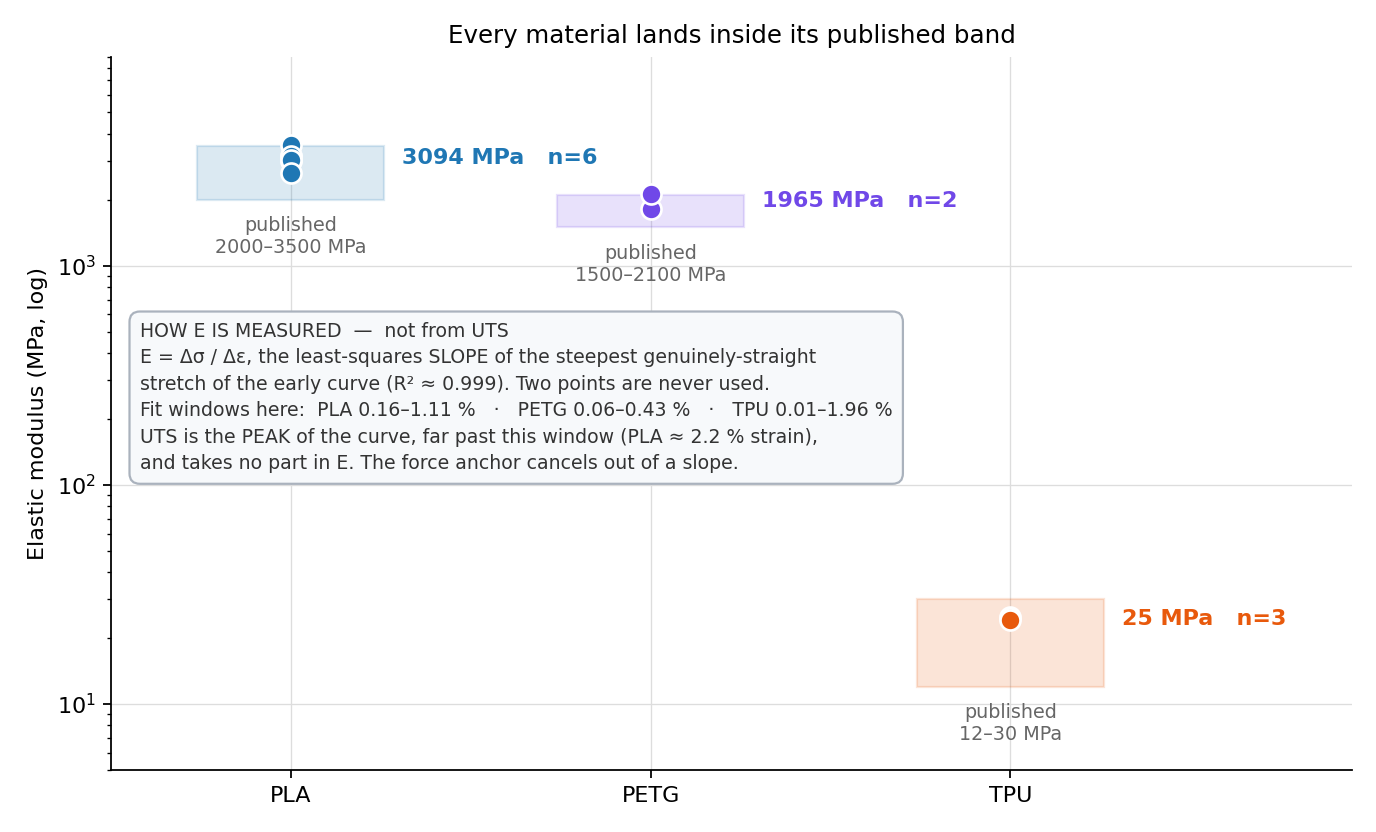 Every material lands inside its published band
Elastic modulus (MPa, log)
10³
10²
10¹
3094 MPa n=6
published
2000–3500 MPa
1965 MPa n=2
published
1500–2100 MPa
HOW E IS MEASURED — not from UTS
E = Δσ / Δε, the least-squares SLOPE of the steepest genuinely-straight
stretch of the early curve (R² ≈ 0.999). Two points are never used.
Fit windows here: PLA 0.16–1.11 % · PETG 0.06–0.43 % · TPU 0.01–1.96 %
UTS is the PEAK of the curve, far past this window (PLA ≈ 2.2 % strain),
and takes no part in E. The force anchor cancels out of a slope.
25 MPa n=3
published
12–30 MPa
PLA
PETG
TPU